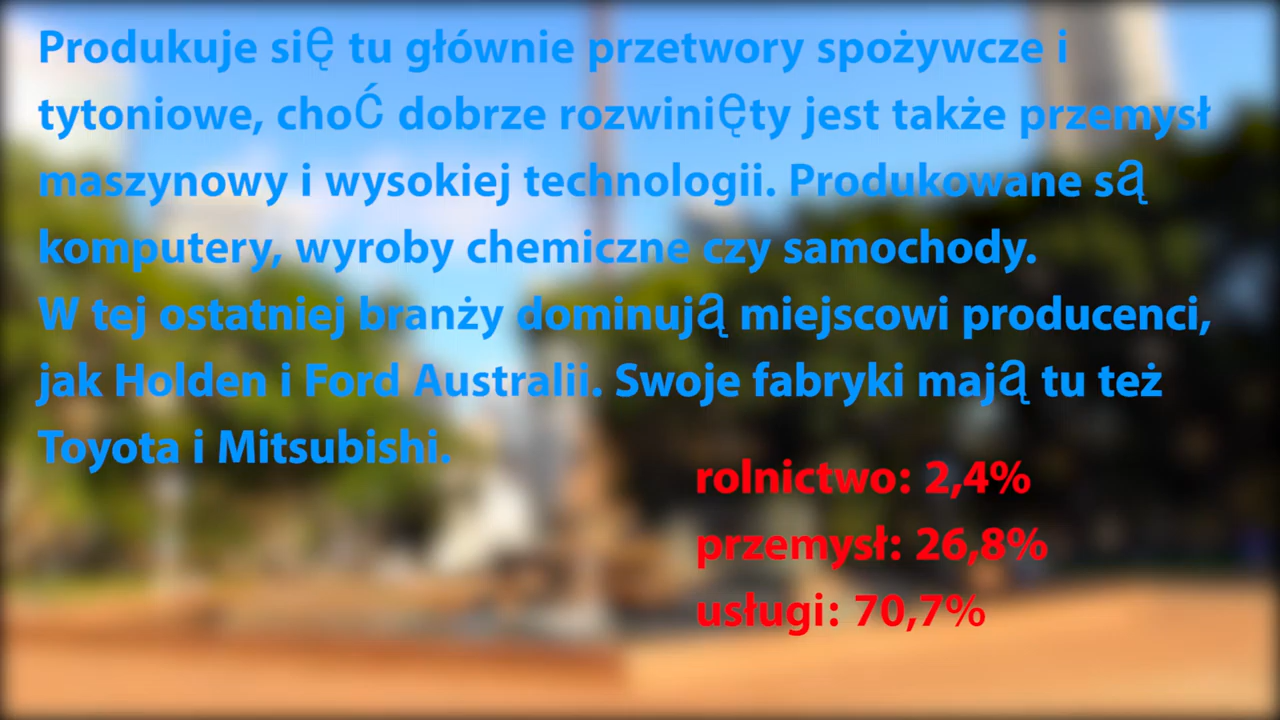 Produkuje się tu głównie przetwory spożywcze i
tytoniowe, choć dobrze rozwinięty jest także przemysł
maszynowy i wysokiej technologii. Produkowane są
komputery, wyroby chemiczne czy samochody.
W tej ostatniej branży dominują miejscowi producenci,
jak Holden i Ford Australii. Swoje fabryki mają tu też
Toyota i Mitsubishi.
rolnictwo: 2,4%
przemysł: 26,8%
usługi: 70,7%